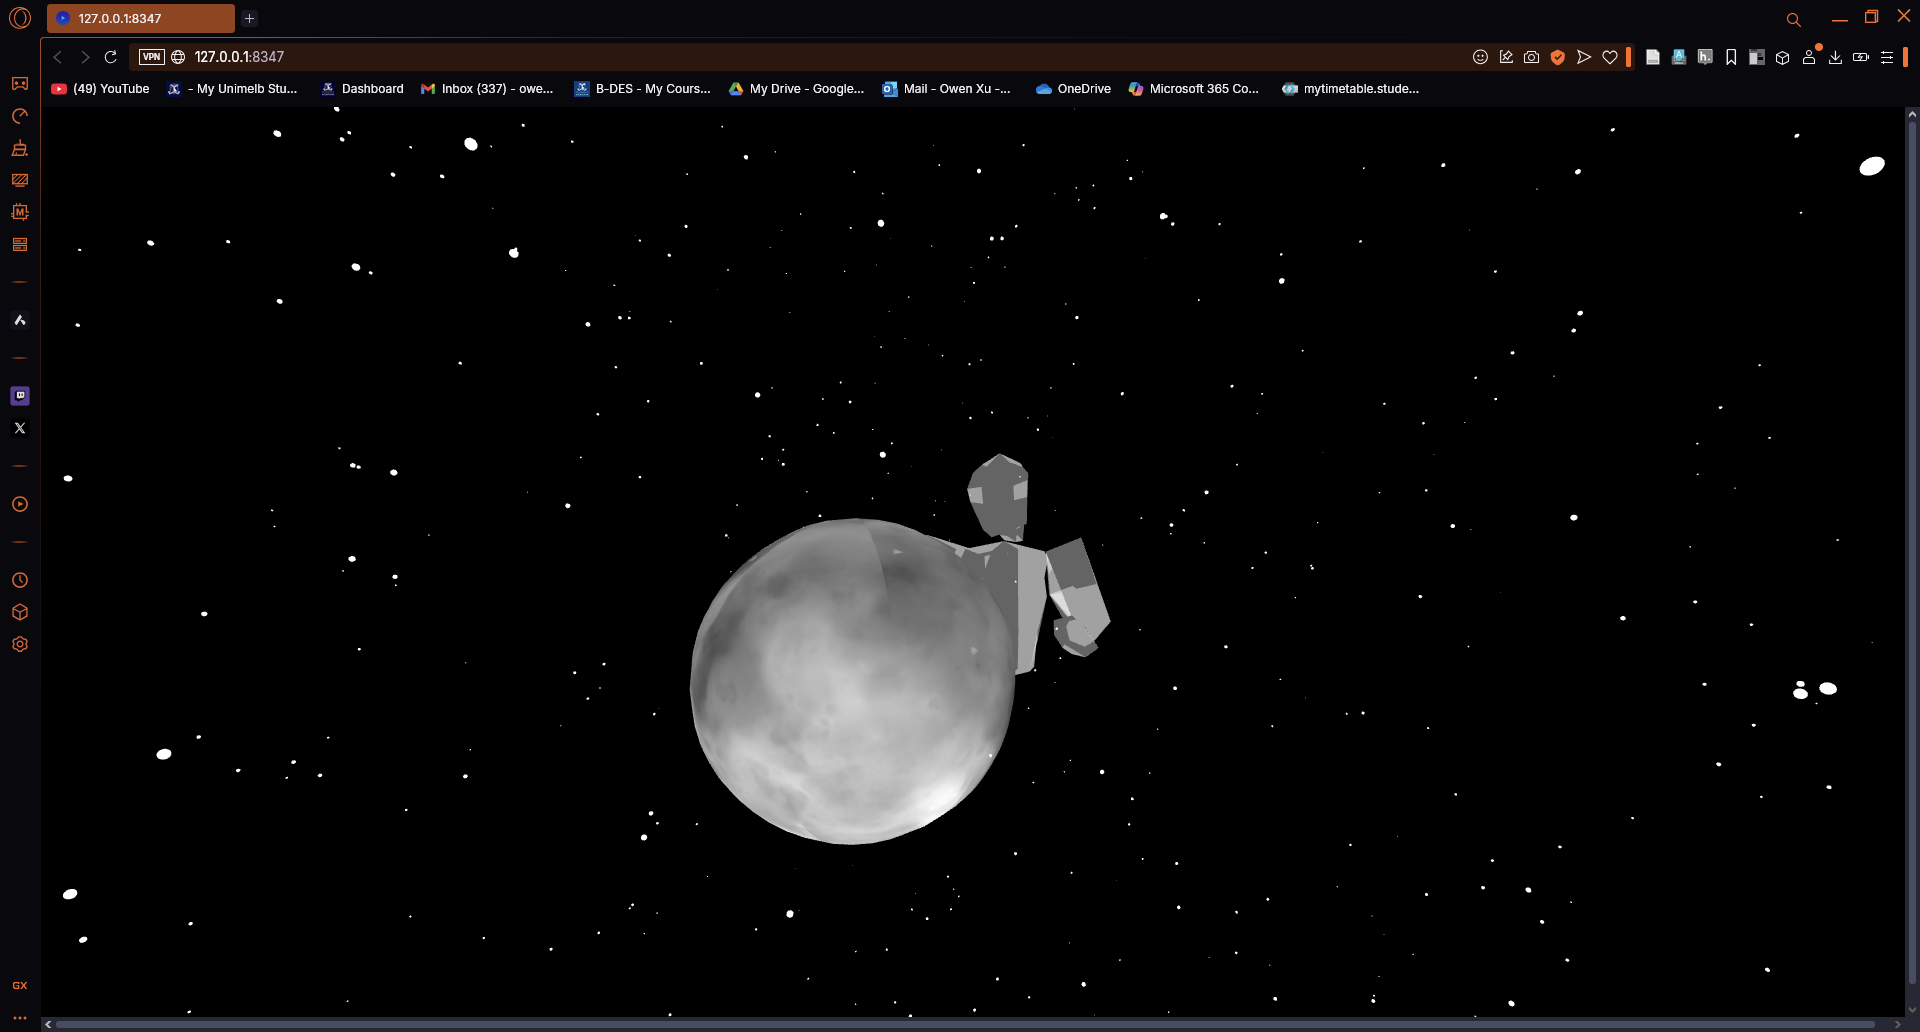 127.0.0.1:8347
VPN 127.0.0.1:8347 h.
(49) YouTube - My Unimelb Stu... Dashboard Inbox (337) - owe... B-DES - My Cours... My Drive - Google... Mail - Owen Xu -... OneDrive Microsoft 365 Co... mytimetable.stude...
M
GX